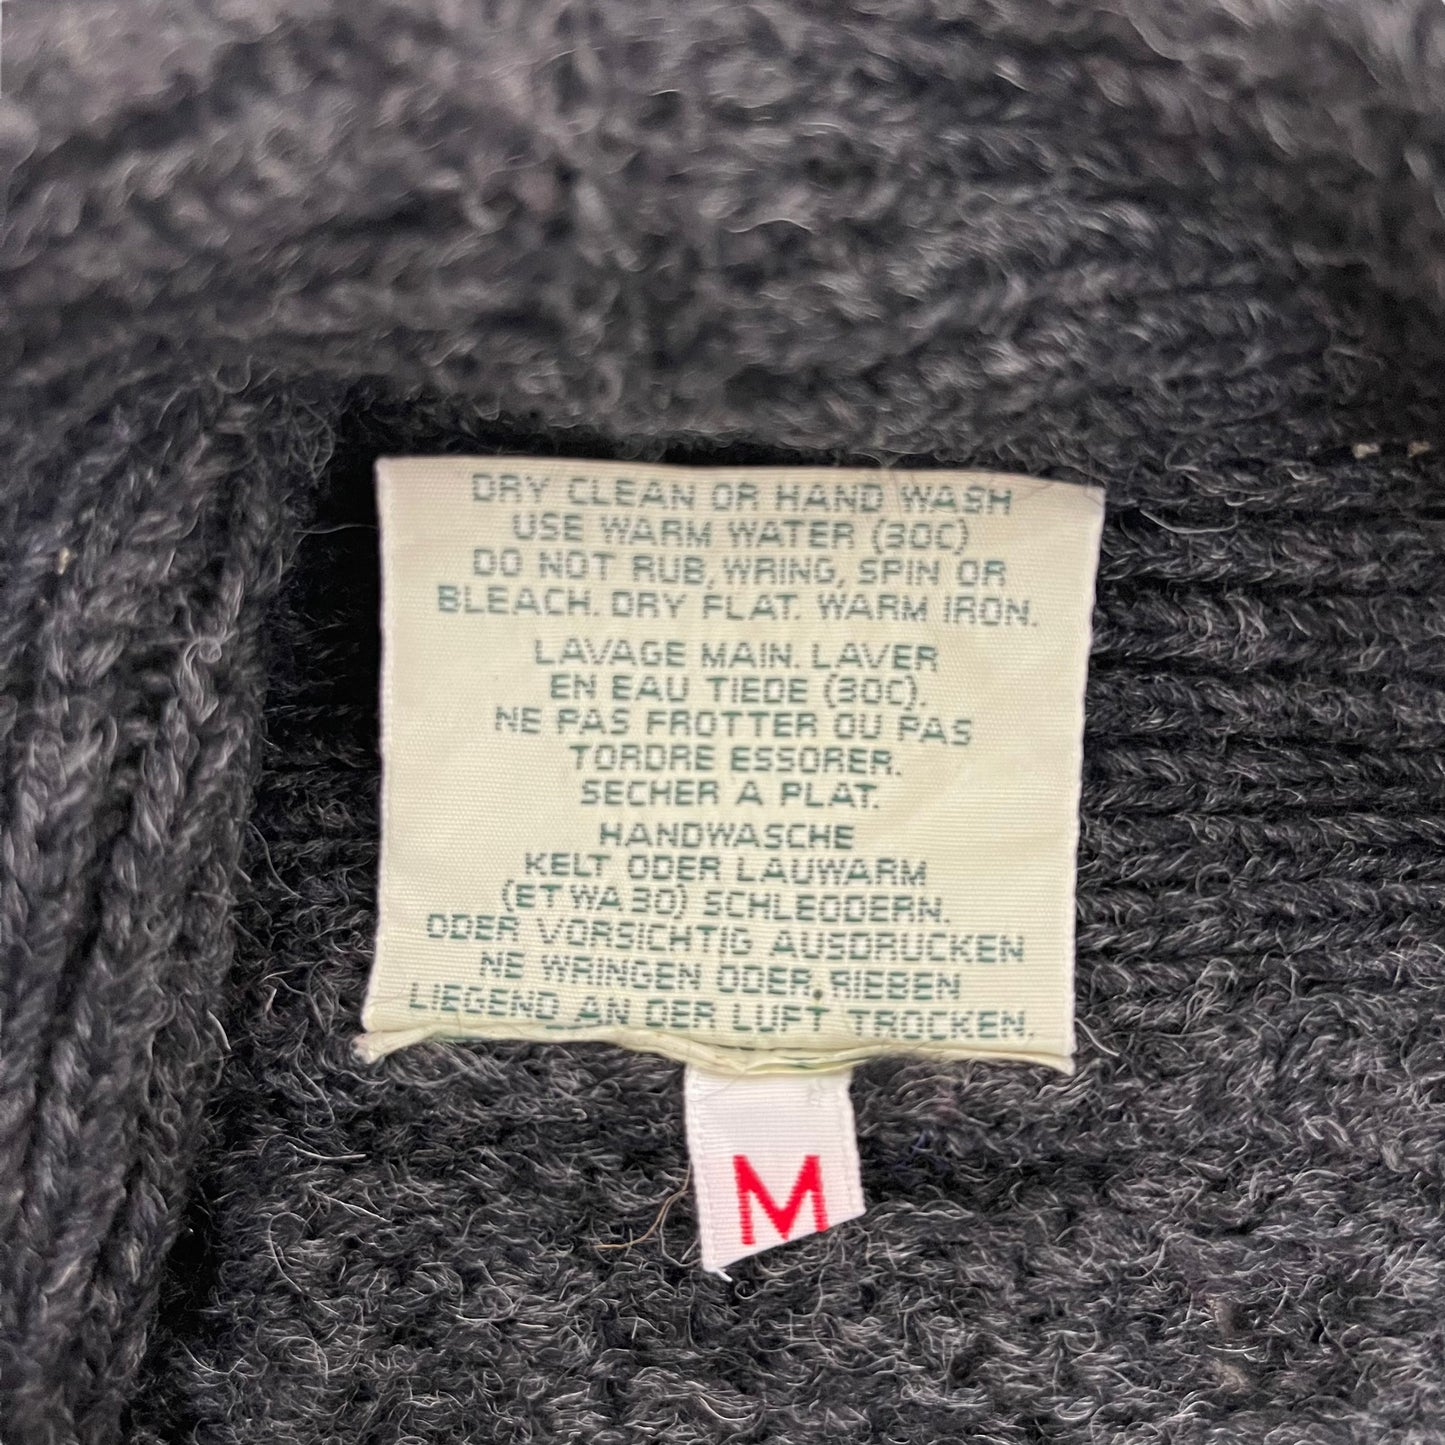 DRY CLEAN OR HAND WASH
USE WARM WATER (30C)
DO NOT RUB, WRING, SPIN OR
BLEACH. DRY FLAT. WARM IRON.
LAVAGE MAIN. LAVER
EN EAU TIEDE (30C).
NE PAS FROTTER OU PAS
TORDRE ESSORER.
SECHER A PLAT.
HANDWASCHE
KELT ODER LAUWARM
(ETWA 30) SCHLEODERN.
ODER VORSICHTIG AUSDRUCKEN
NE WRINGEN ODER RIEBEN
LIEGEND AN DER LUFT TROCKEN.
M